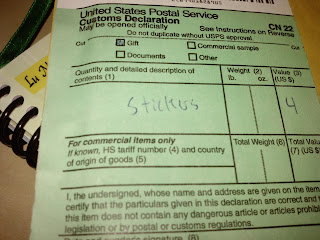 United States Postal Service
Customs Declaration CN 22
May be opened officially See Instructions on Reverse
Do not duplicate without USPS approval.
Gift Commercial sample
Documents Other
Quantity and detailed description of contents (1) Weight (2) lb. oz. Value (3) (US $)
Stickers 4
For commercial items only
If known, HS tariff number (4) and country
of origin of goods (5)
Total Weight (6) Total Val
(7) (US $
I, the undersigned, whose name and address are given on the item
certify that the particulars given in this declaration are correct and
this item does not contain any dangerous article or articles prohib
legislation or by postal or customs regulations.